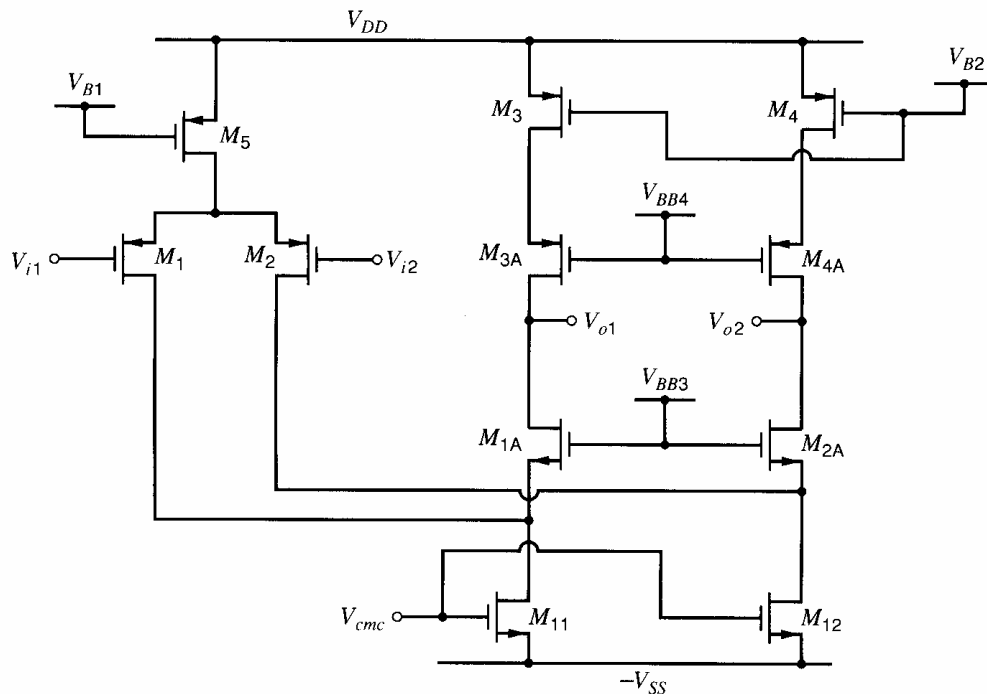 V_DD
V_B1
V_B2
M_3
M_4
M_5
V_BB4
V_i1
M_1
M_2
V_i2
M_3A
M_4A
V_o1
V_o2
V_BB3
M_1A
M_2A
V_cmc
M_11
M_12
−V_SS